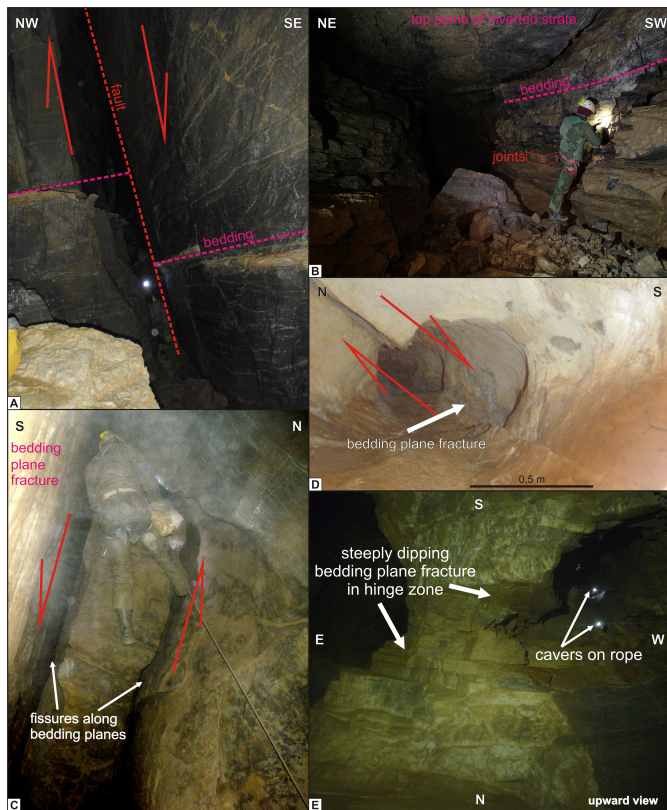 NW
SE
fault
bedding
A
NE
SW
top plane of inverted strata
bedding
joints
B
N
S
bedding plane fracture
0,5 m
D
S
N
bedding
plane
fracture
fissures along
bedding planes
C
S
steeply dipping
bedding plane fracture
in hinge zone
E
W
cavers on rope
N
upward view
E